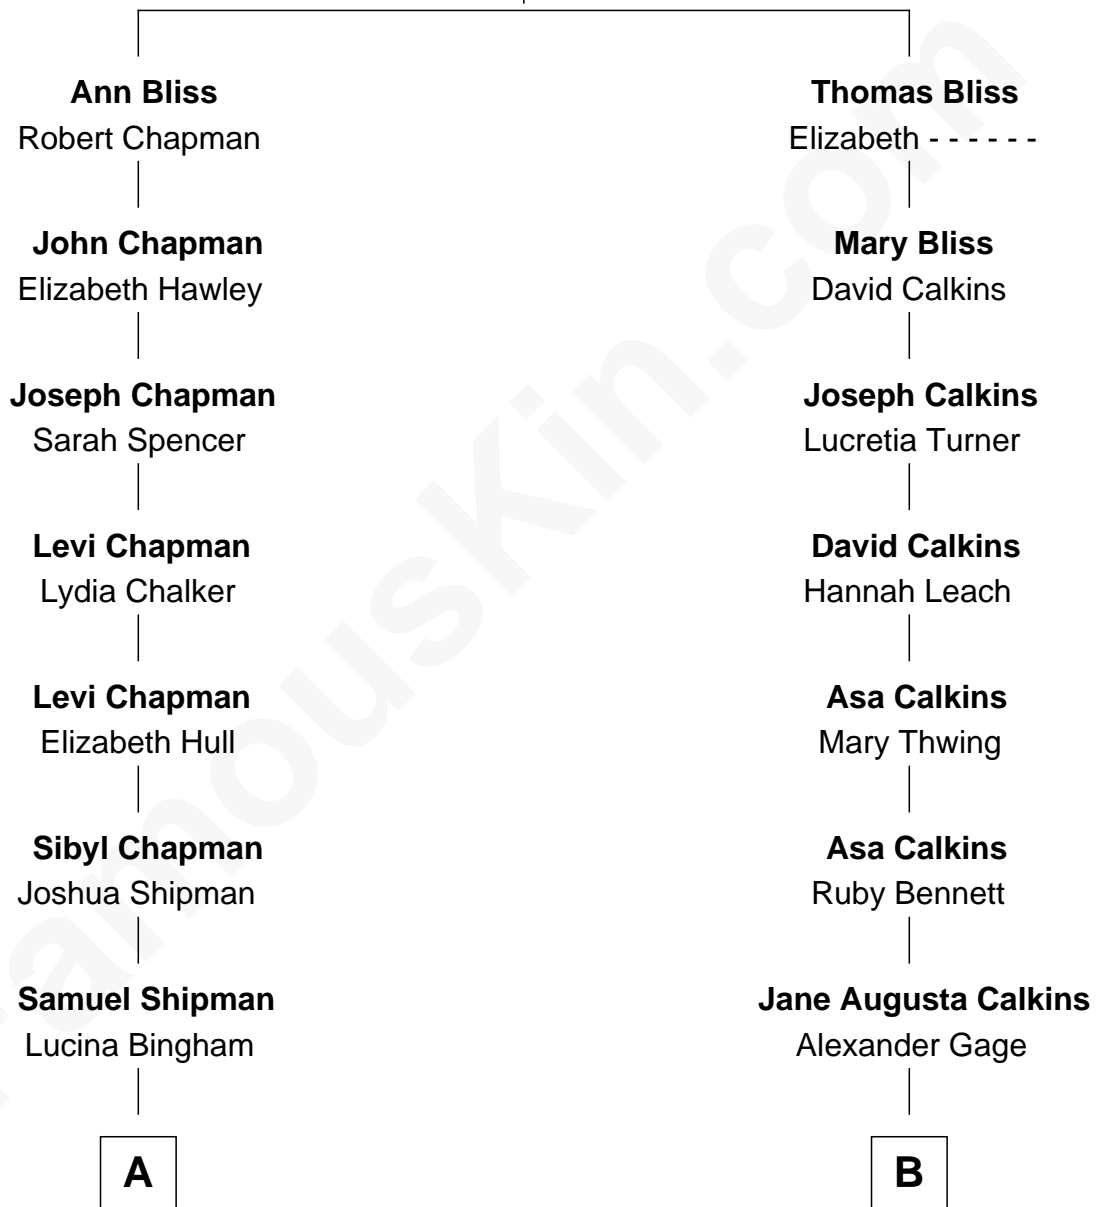 Ann Bliss
Robert Chapman
John Chapman
Elizabeth Hawley
Joseph Chapman
Sarah Spencer
Levi Chapman
Lydia Chalker
Levi Chapman
Elizabeth Hull
Sibyl Chapman
Joshua Shipman
Samuel Shipman
Lucina Bingham
A
Thomas Bliss
Elizabeth - - - - - -
Mary Bliss
David Calkins
Joseph Calkins
Lucretia Turner
David Calkins
Hannah Leach
Asa Calkins
Mary Thwing
Asa Calkins
Ruby Bennett
Jane Augusta Calkins
Alexander Gage
B
FamousKin.com